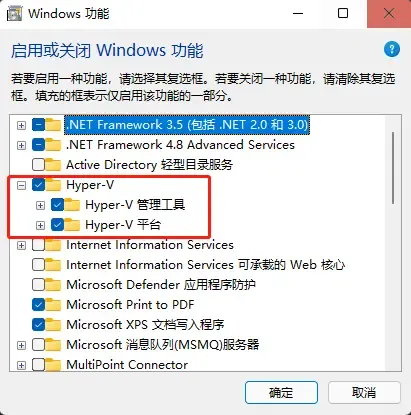 Windows 功能
启用或关闭 Windows 功能
若要启用一种功能，请选择其复选框。若要关闭一种功能，请清除其复选
框。填充的框表示仅启用该功能的一部分。
.NET Framework 3.5 (包括 .NET 2.0 和 3.0)
.NET Framework 4.8 Advanced Services
Active Directory 轻型目录服务
Hyper-V
Hyper-V 管理工具
Hyper-V 平台
Internet Information Services
Internet Information Services 可承载的 Web 核心
Microsoft Defender 应用程序防护
Microsoft Print to PDF
Microsoft XPS 文档写入程序
Microsoft 消息队列(MSMQ)服务器
MultiPoint Connector
确定
取消